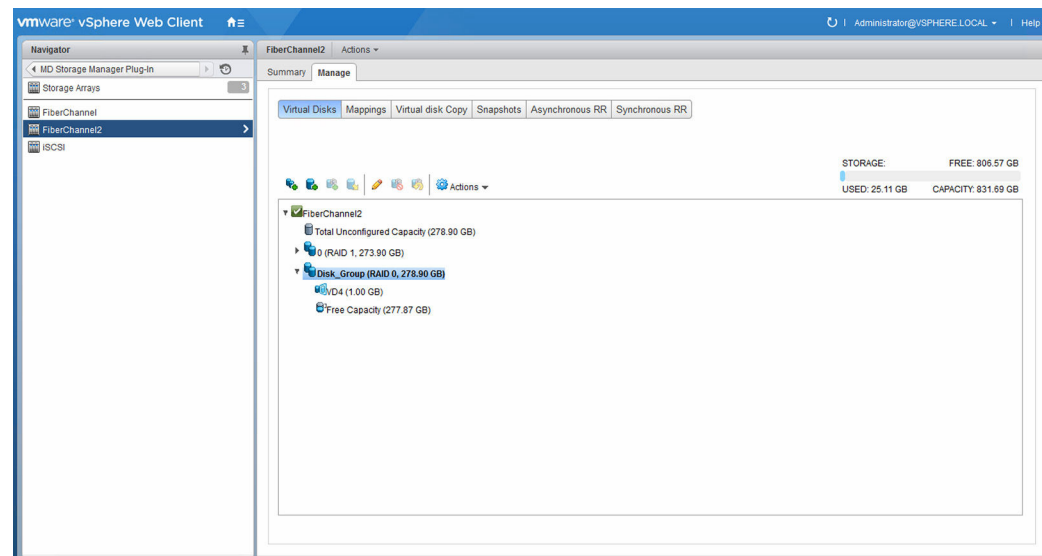 vmware® vSphere Web Client
Administrator@VSPHERE.LOCAL
Help
Navigator
MD Storage Manager Plug-In
Storage Arrays 3
FiberChannel
FiberChannel2
iSCSI
FiberChannel2 Actions
Summary Manage
Virtual Disks Mappings Virtual disk Copy Snapshots Asynchronous RR Synchronous RR
STORAGE: FREE: 806.57 GB
USED: 25.11 GB CAPACITY: 831.69 GB
Actions
FiberChannel2
Total Unconfigured Capacity (278.90 GB)
0 (RAID 1, 273.90 GB)
Disk_Group (RAID 0, 278.90 GB)
VD4 (1.00 GB)
Free Capacity (277.87 GB)